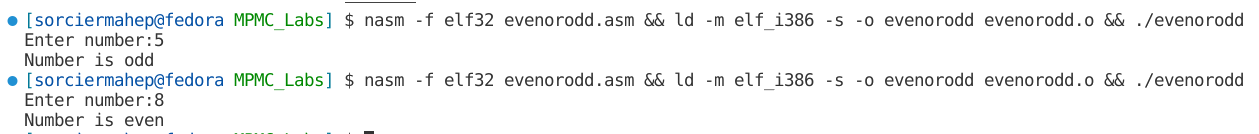 [sorciermahep@fedora MPMC_Labs] $ nasm -f elf32 evenorodd.asm && ld -m elf_i386 -s -o evenorodd evenorodd.o && ./evenorodd
Enter number:5
Number is odd
[sorciermahep@fedora MPMC_Labs] $ nasm -f elf32 evenorodd.asm && ld -m elf_i386 -s -o evenorodd evenorodd.o && ./evenorodd
Enter number:8
Number is even